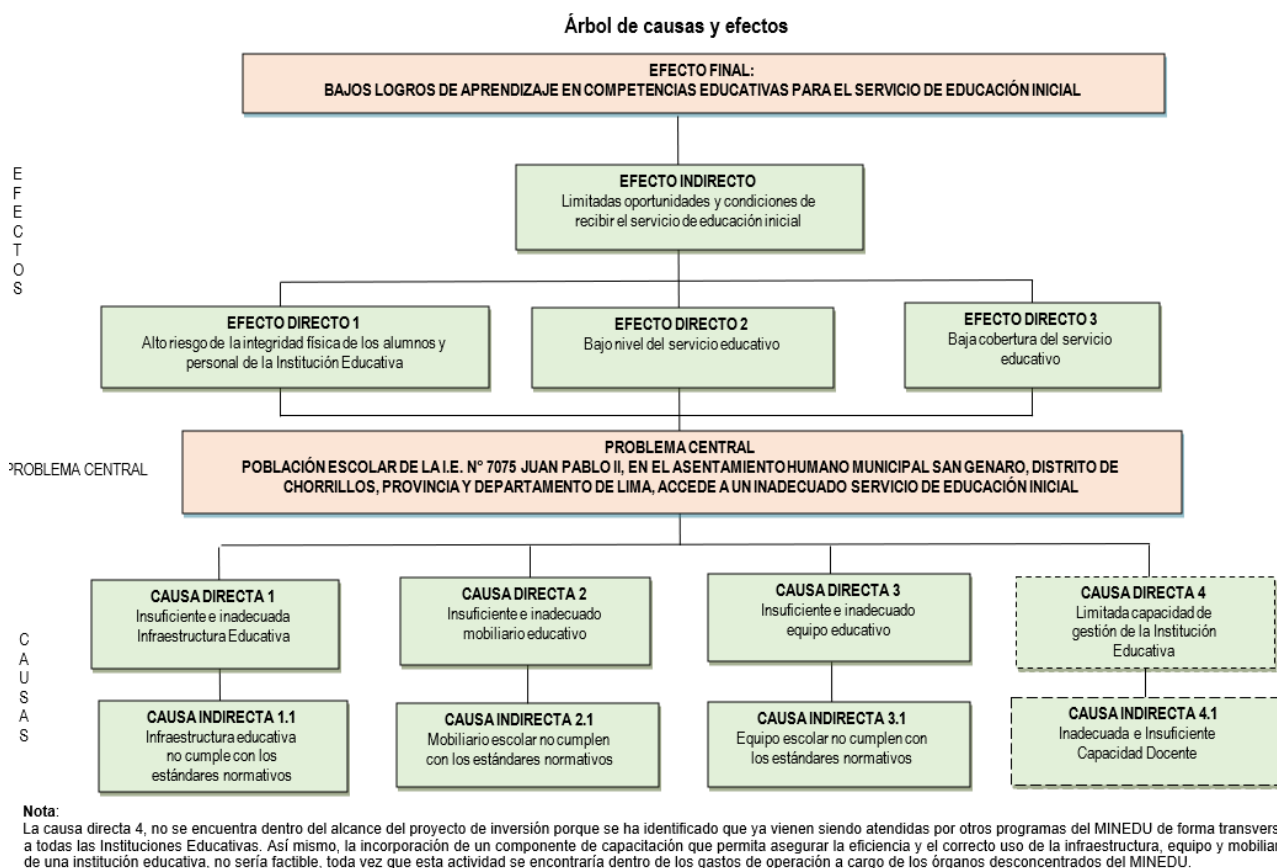 Árbol de causas y efectos
EFECTO FINAL:
BAJOS LOGROS DE APRENDIZAJE EN COMPETENCIAS EDUCATIVAS PARA EL SERVICIO DE EDUCACIÓN INICIAL
EFECTOS
EFECTO INDIRECTO
Limitadas oportunidades y condiciones de
recibir el servicio de educación inicial
EFECTO DIRECTO 1
Alto riesgo de la integridad física de los alumnos y
personal de la Institución Educativa
EFECTO DIRECTO 2
Bajo nivel del servicio educativo
EFECTO DIRECTO 3
Baja cobertura del servicio
educativo
PROBLEMA CENTRAL
PROBLEMA CENTRAL
POBLACIÓN ESCOLAR DE LA I.E. N° 7075 JUAN PABLO II, EN EL ASENTAMIENTO HUMANO MUNICIPAL SAN GENARO, DISTRITO DE
CHORRILLOS, PROVINCIA Y DEPARTAMENTO DE LIMA, ACCEDE A UN INADECUADO SERVICIO DE EDUCACIÓN INICIAL
CAUSAS
CAUSA DIRECTA 1
Insuficiente e inadecuada
Infraestructura Educativa
CAUSA DIRECTA 2
Insuficiente e inadecuado
mobiliario educativo
CAUSA DIRECTA 3
Insuficiente e inadecuado
equipo educativo
CAUSA DIRECTA 4
Limitada capacidad de
gestión de la Institución
Educativa
CAUSA INDIRECTA 1.1
Infraestructura educativa
no cumple con los
estándares normativos
CAUSA INDIRECTA 2.1
Mobiliario escolar no cumplen
con los estándares normativos
CAUSA INDIRECTA 3.1
Equipo escolar no cumplen con
los estándares normativos
CAUSA INDIRECTA 4.1
Inadecuada e Insuficiente
Capacidad Docente
Nota:
La causa directa 4, no se encuentra dentro del alcance del proyecto de inversión porque se ha identificado que ya vienen siendo atendidas por otros programas del MINEDU de forma transvers
a todas las Instituciones Educativas. Así mismo, la incorporación de un componente de capacitación que permita asegurar la eficiencia y el correcto uso de la infraestructura, equipo y mobiliar
de una institución educativa, no sería factible, toda vez que esta actividad se encontraría dentro de los gastos de operación a cargo de los órganos desconcentrados del MINEDU.